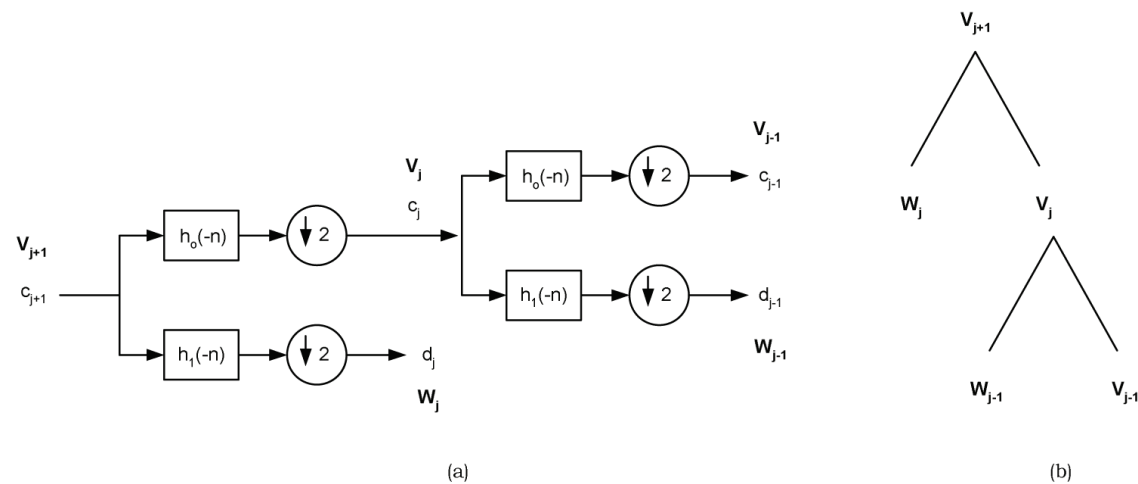 V_{j+1}
c_{j+1}
h_o(-n)
2
V_j
c_j
h_1(-n)
2
d_j
W_j
h_o(-n)
2
V_{j-1}
c_{j-1}
h_1(-n)
2
d_{j-1}
W_{j-1}
(a)
V_{j+1}
W_j V_j
W_{j-1} V_{j-1}
(b)